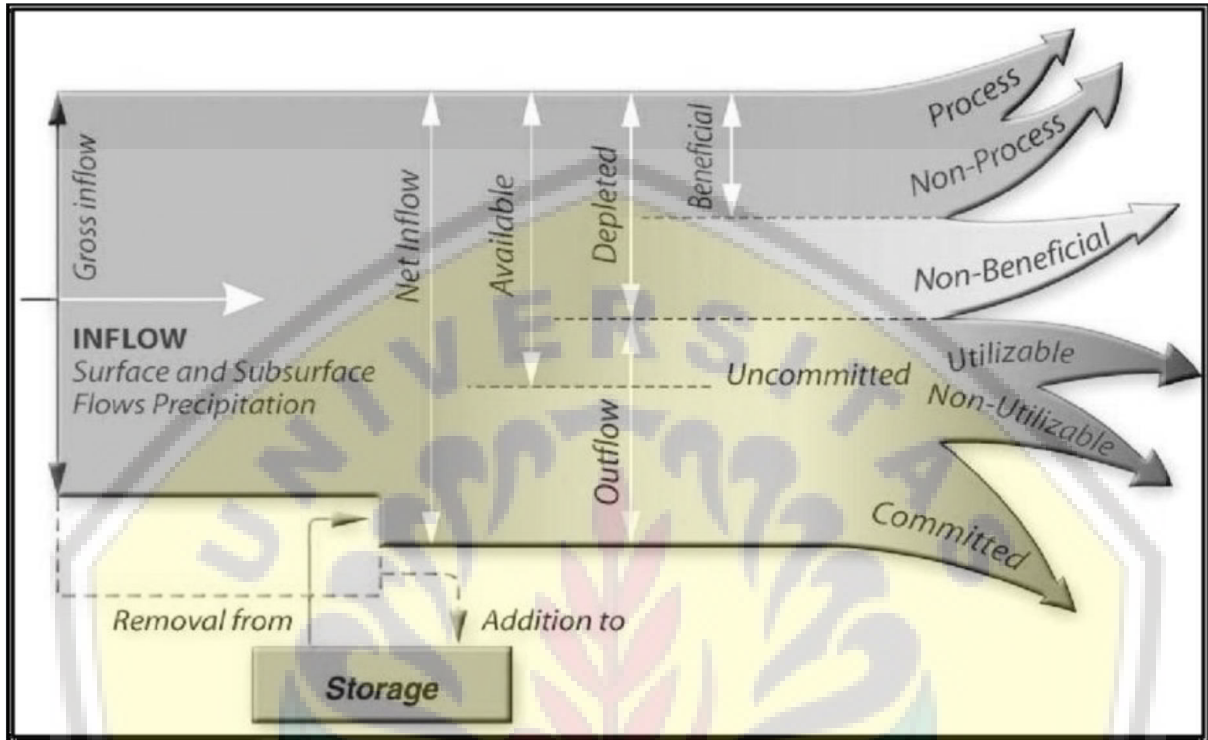 Gross inflow
INFLOW
Surface and Subsurface
Flows Precipitation
Net Inflow
Available
Depleted
Beneficial
Process
Non-Process
Non-Beneficial
Uncommitted
Utilizable
Non-Utilizable
Outflow
Committed
Removal from
Addition to
Storage
UNIVERSITAS